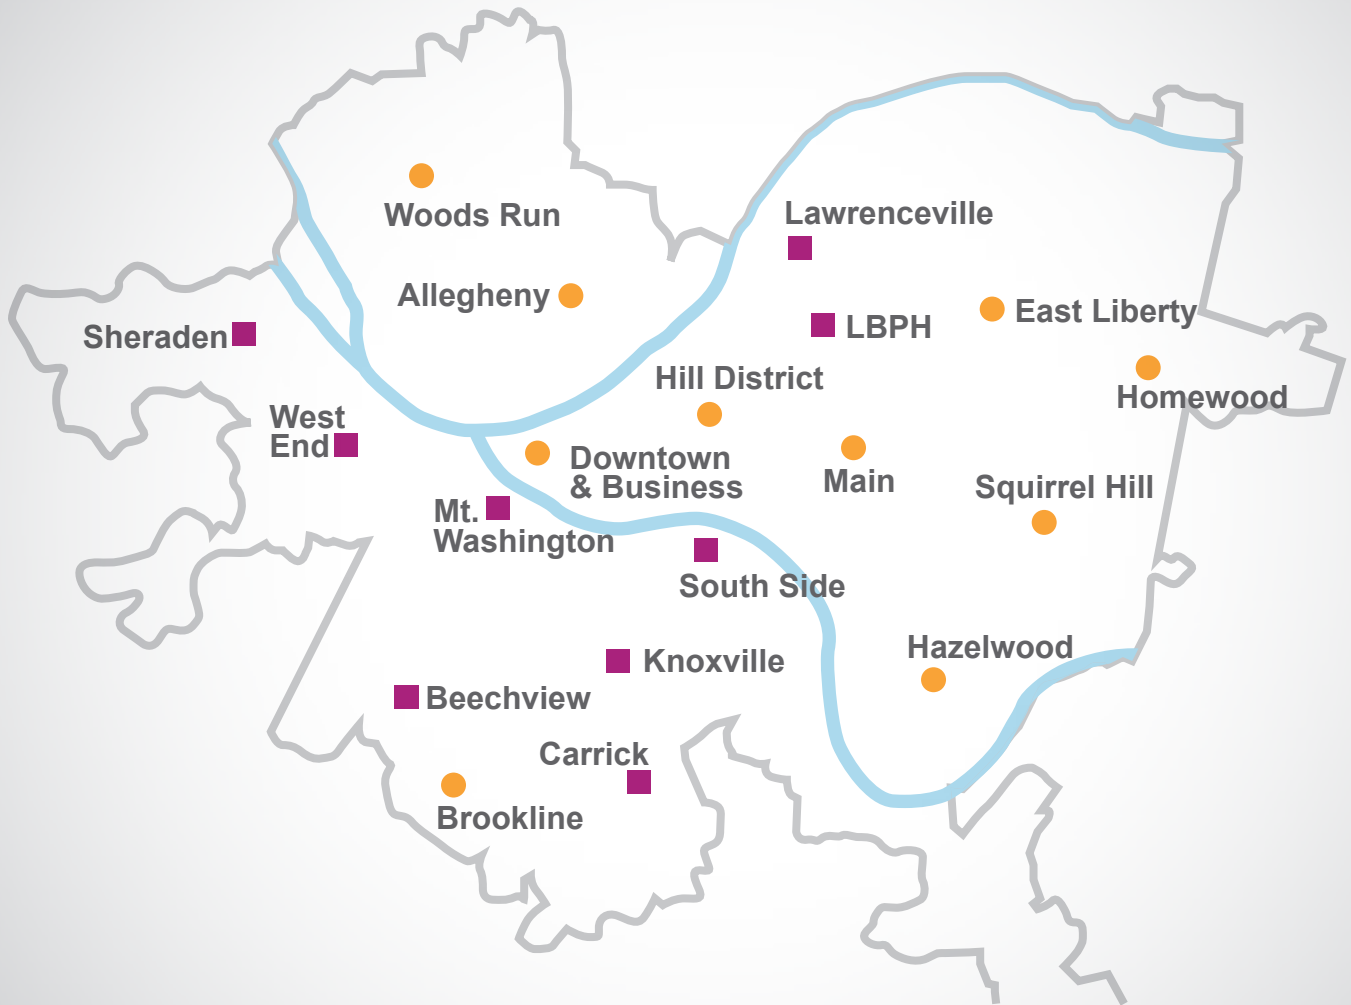 Woods Run
Lawrenceville
Allegheny
East Liberty
Sheraden
LBPH
Hill District
Homewood
West
End
Downtown
& Business
Main
Squirrel Hill
Mt.
Washington
South Side
Hazelwood
Knoxville
Beechview
Carrick
Brookline